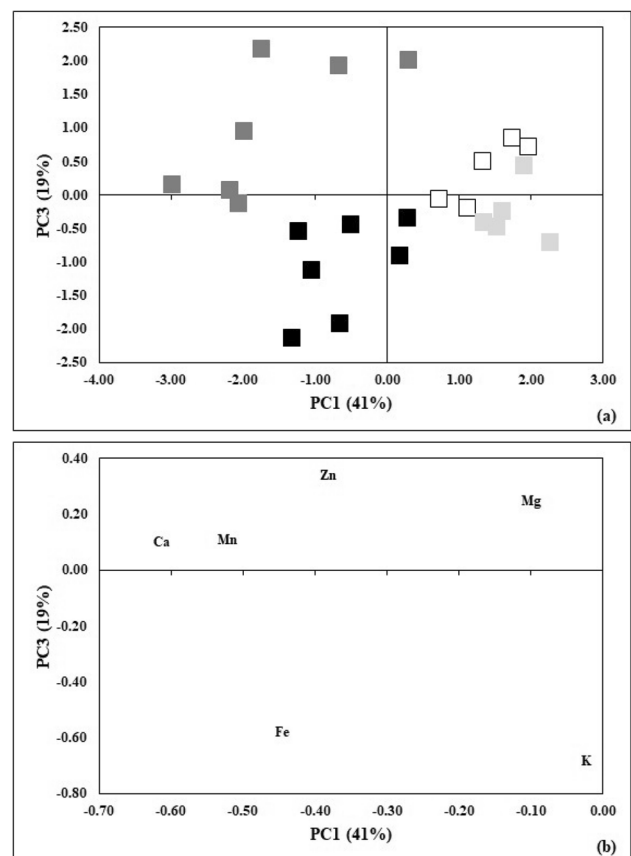 2.50
2.00
1.50
1.00
0.50
0.00
-0.50
-1.00
-1.50
-2.00
-2.50
PC3 (19%)
-4.00 -3.00 -2.00 -1.00 0.00 1.00 2.00 3.00
PC1 (41%)
(a)
0.40
0.20
0.00
-0.20
-0.40
-0.60
-0.80
PC3 (19%)
Zn
Mg
Ca Mn
Fe
K
-0.70 -0.60 -0.50 -0.40 -0.30 -0.20 -0.10 0.00
PC1 (41%)
(b)